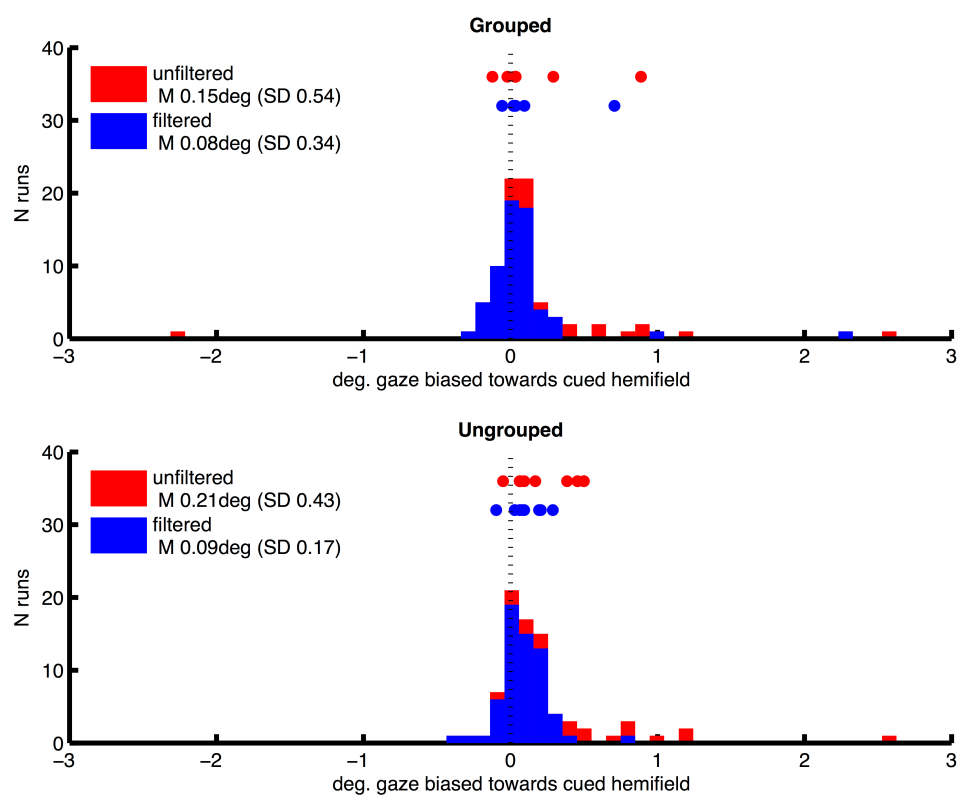 Grouped
40
30
20
10
0
N runs
unfiltered
M 0.15deg (SD 0.54)
filtered
M 0.08deg (SD 0.34)
−3 −2 −1 0 1 2 3
deg. gaze biased towards cued hemifield
Ungrouped
40
30
20
10
0
N runs
unfiltered
M 0.21deg (SD 0.43)
filtered
M 0.09deg (SD 0.17)
−3 −2 −1 0 1 2 3
deg. gaze biased towards cued hemifield